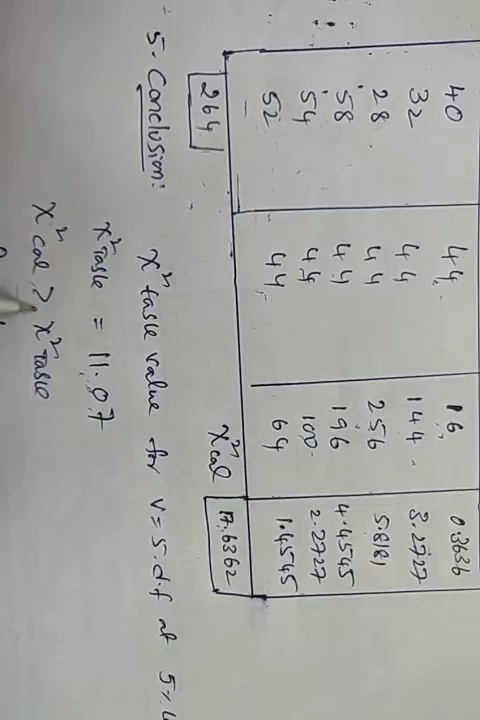 40 44 16 0.3636
32 44 144 3.2727
28 44 256 5.8181
58 44 196 4.4545
54 44 100 2.2727
52 44 64 1.4545
264 χ²cal 17.6362
5. Conclusion:
χ² table value for ν = 5. d.f at 5%
χ² Table = 11.07
χ² cal > χ² Table